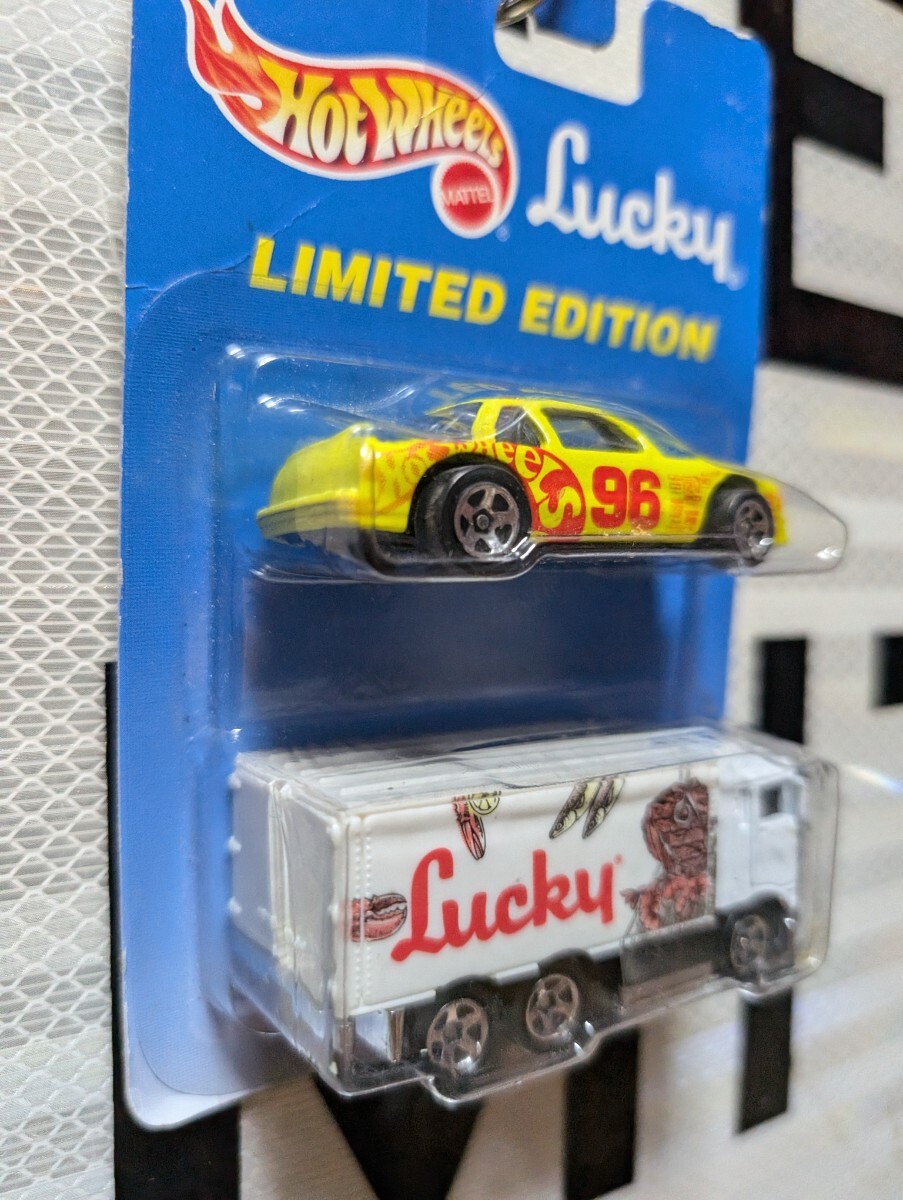 HOT WHEELS
MATTEL
Lucky
LIMITED EDITION
Hot Wheels
96
Lucky